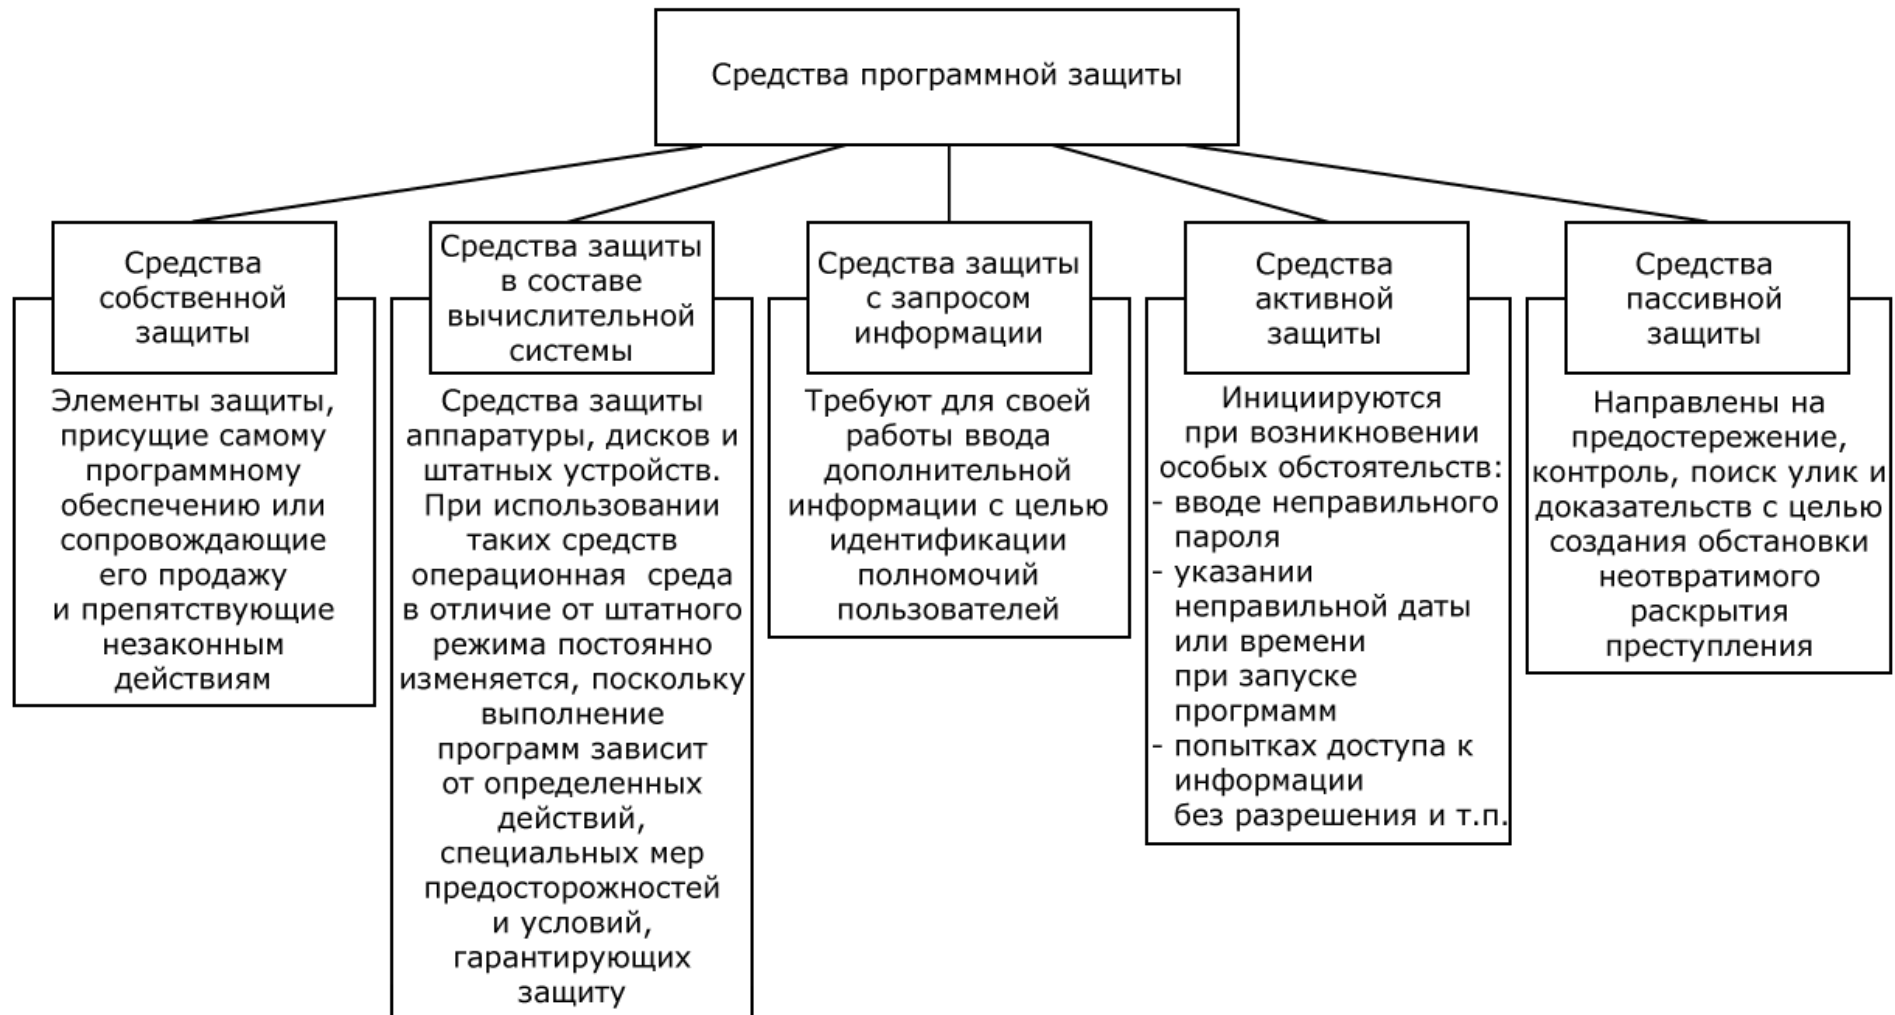 Средства программной защиты
Средства
собственной
защиты
Элементы защиты,
присущие самому
программному
обеспечению или
сопровождающие
его продажу
и препятствующие
незаконным
действиям
Средства защиты
в составе
вычислительной
системы
Средства защиты
аппаратуры, дисков и
штатных устройств.
При использовании
таких средств
операционная среда
в отличие от штатного
режима постоянно
изменяется, поскольку
выполнение
программ зависит
от определенных
действий,
специальных мер
предосторожностей
и условий,
гарантирующих
защиту
Средства защиты
с запросом
информации
Требуют для своей
работы ввода
дополнительной
информации с целью
идентификации
полномочий
пользователей
Средства
активной
защиты
Инициируются
при возникновении
особых обстоятельств:
- вводе неправильного
пароля
- указании
неправильной даты
или времени
при запуске
прогрмамм
- попытках доступа к
информации
без разрешения и т.п.
Средства
пассивной
защиты
Направлены на
предостережение,
контроль, поиск улик и
доказательств с целью
создания обстановки
неотвратимого
раскрытия
преступления